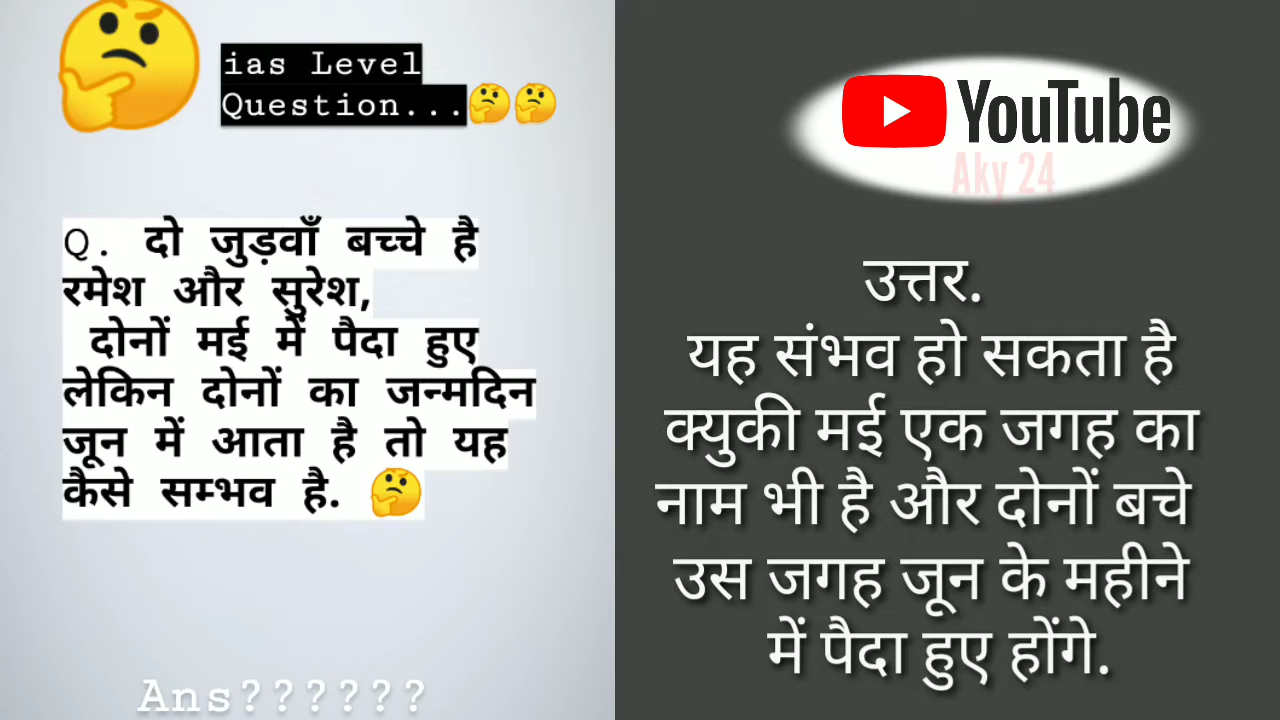 ias Level
Question...🤔🤔
Q. दो जुड़वाँ बच्चे है
रमेश और सुरेश,
दोनों मई में पैदा हुए
लेकिन दोनों का जन्मदिन
जून में आता है तो यह
कैसे सम्भव है. 🤔
Ans??????
YouTube
Aky 24
उत्तर.
यह संभव हो सकता है
क्युकी मई एक जगह का
नाम भी है और दोनों बचे
उस जगह जून के महीने
में पैदा हुए होंगे.